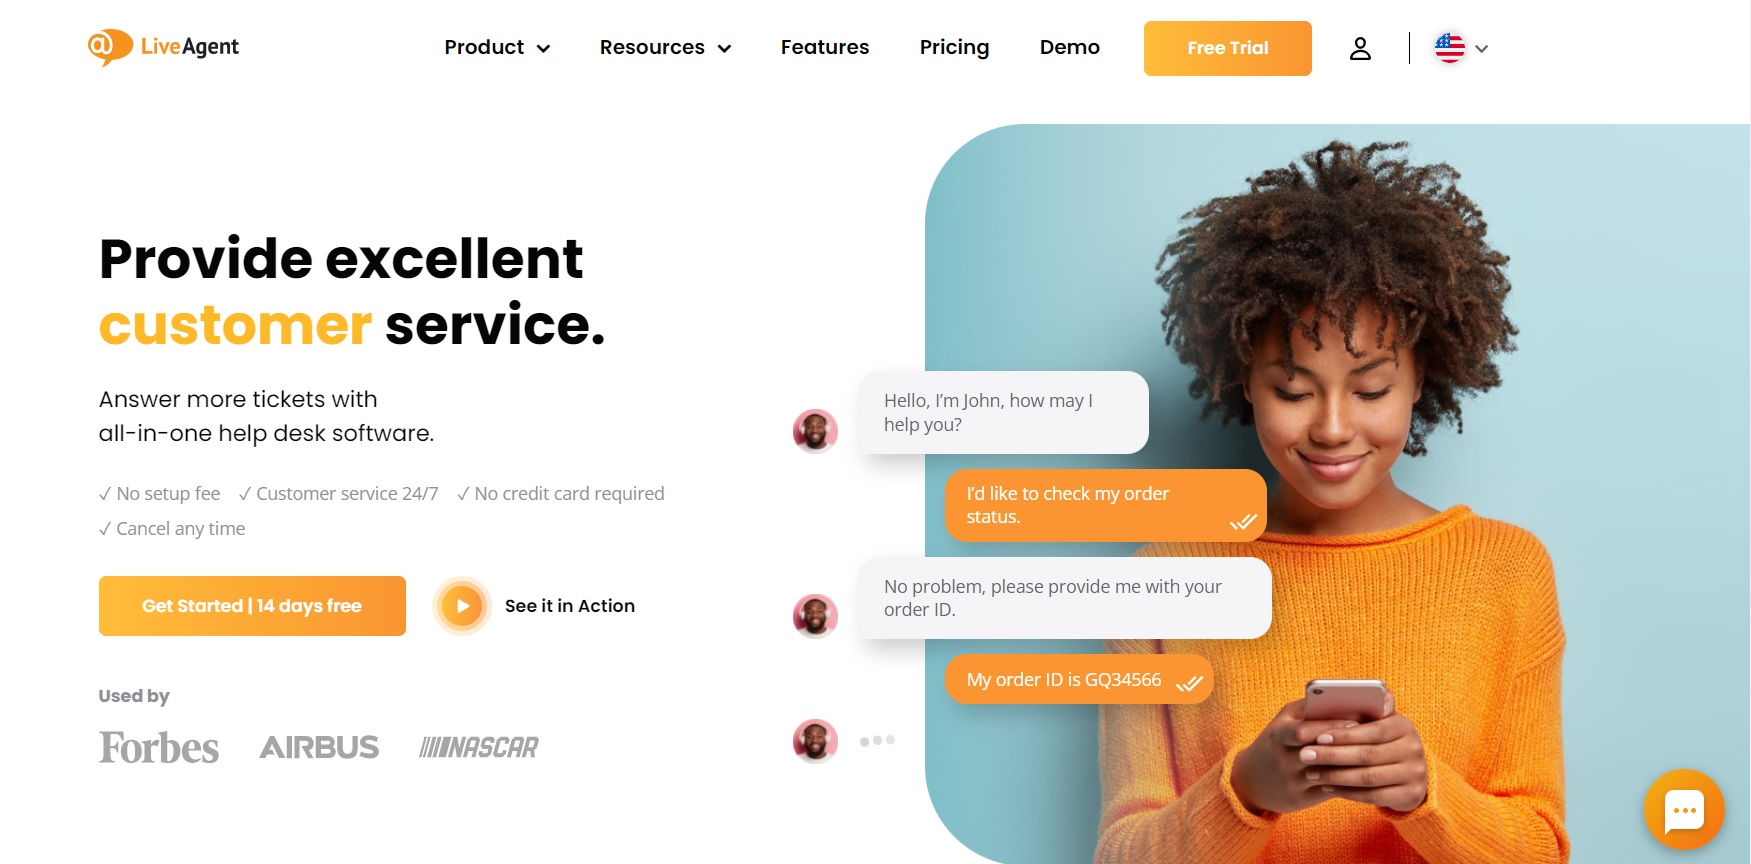 LiveAgent
Product
Resources
Features
Pricing
Demo
Free Trial
Provide excellent
customer service.
Answer more tickets with
all-in-one help desk software.
✓ No setup fee ✓ Customer service 24/7 ✓ No credit card required
✓ Cancel any time
Get Started | 14 days free
See it in Action
Used by
Forbes
AIRBUS
NASCAR
Hello, I’m John, how may I
help you?
I’d like to check my order
status.
No problem, please provide me with your
order ID.
My order ID is GQ34566